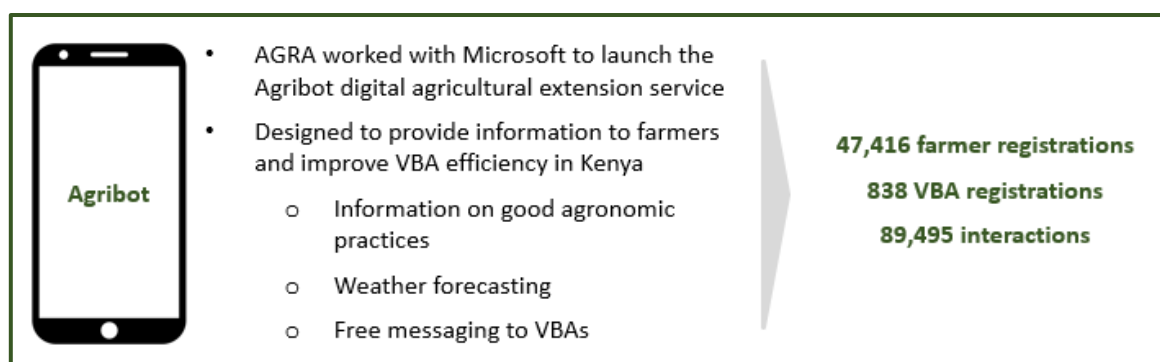 Agribot
• AGRA worked with Microsoft to launch the
Agribot digital agricultural extension service
• Designed to provide information to farmers
and improve VBA efficiency in Kenya
o Information on good agronomic
practices
o Weather forecasting
o Free messaging to VBAs
47,416 farmer registrations
838 VBA registrations
89,495 interactions